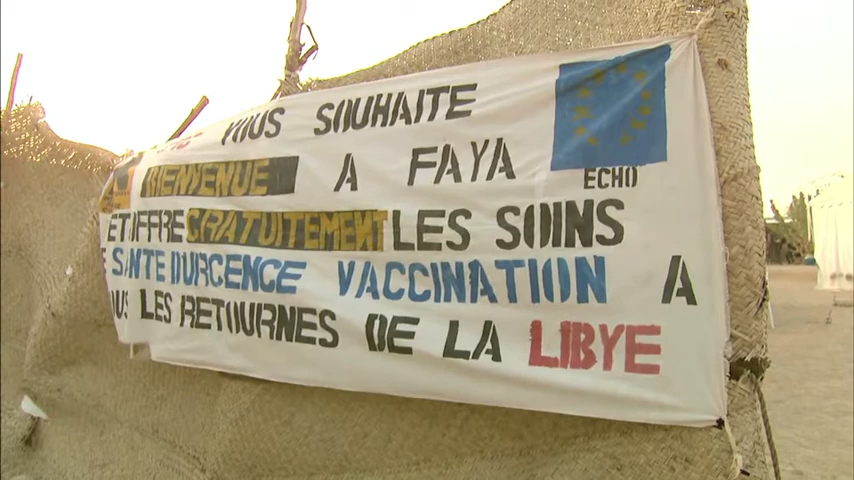 VOUS SOUHAITE
BIENVENUE A FAYA
ECHO
ET OFFRE GRATUITEMENT LES SOINS
SANTE DURGENCE VACCINATION A
LES RETOURNES DE LA LIBYE